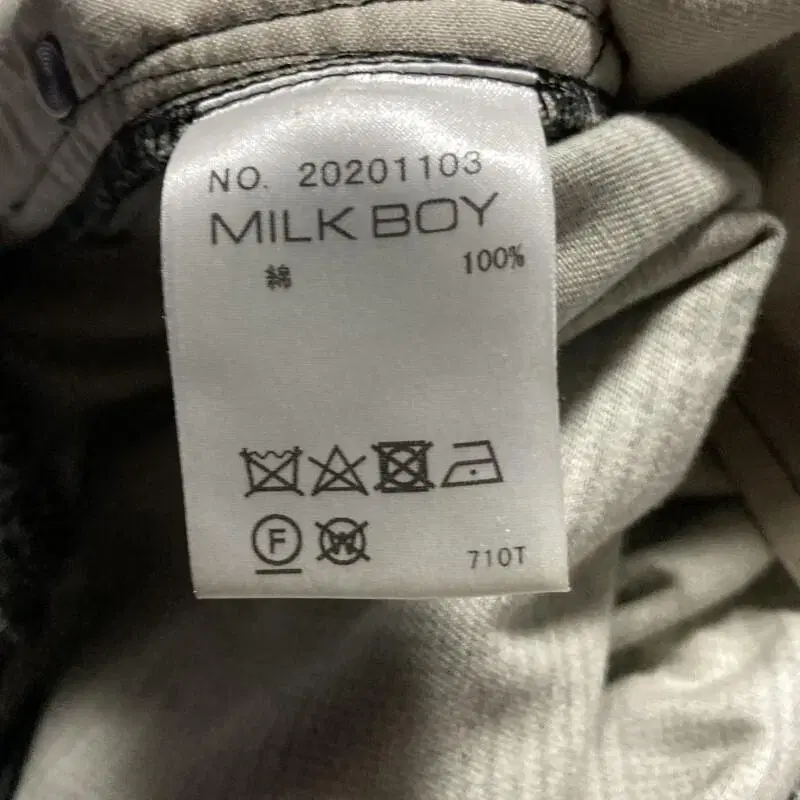 NO. 20201103
MILK BOY
綿 100%
F W
710T